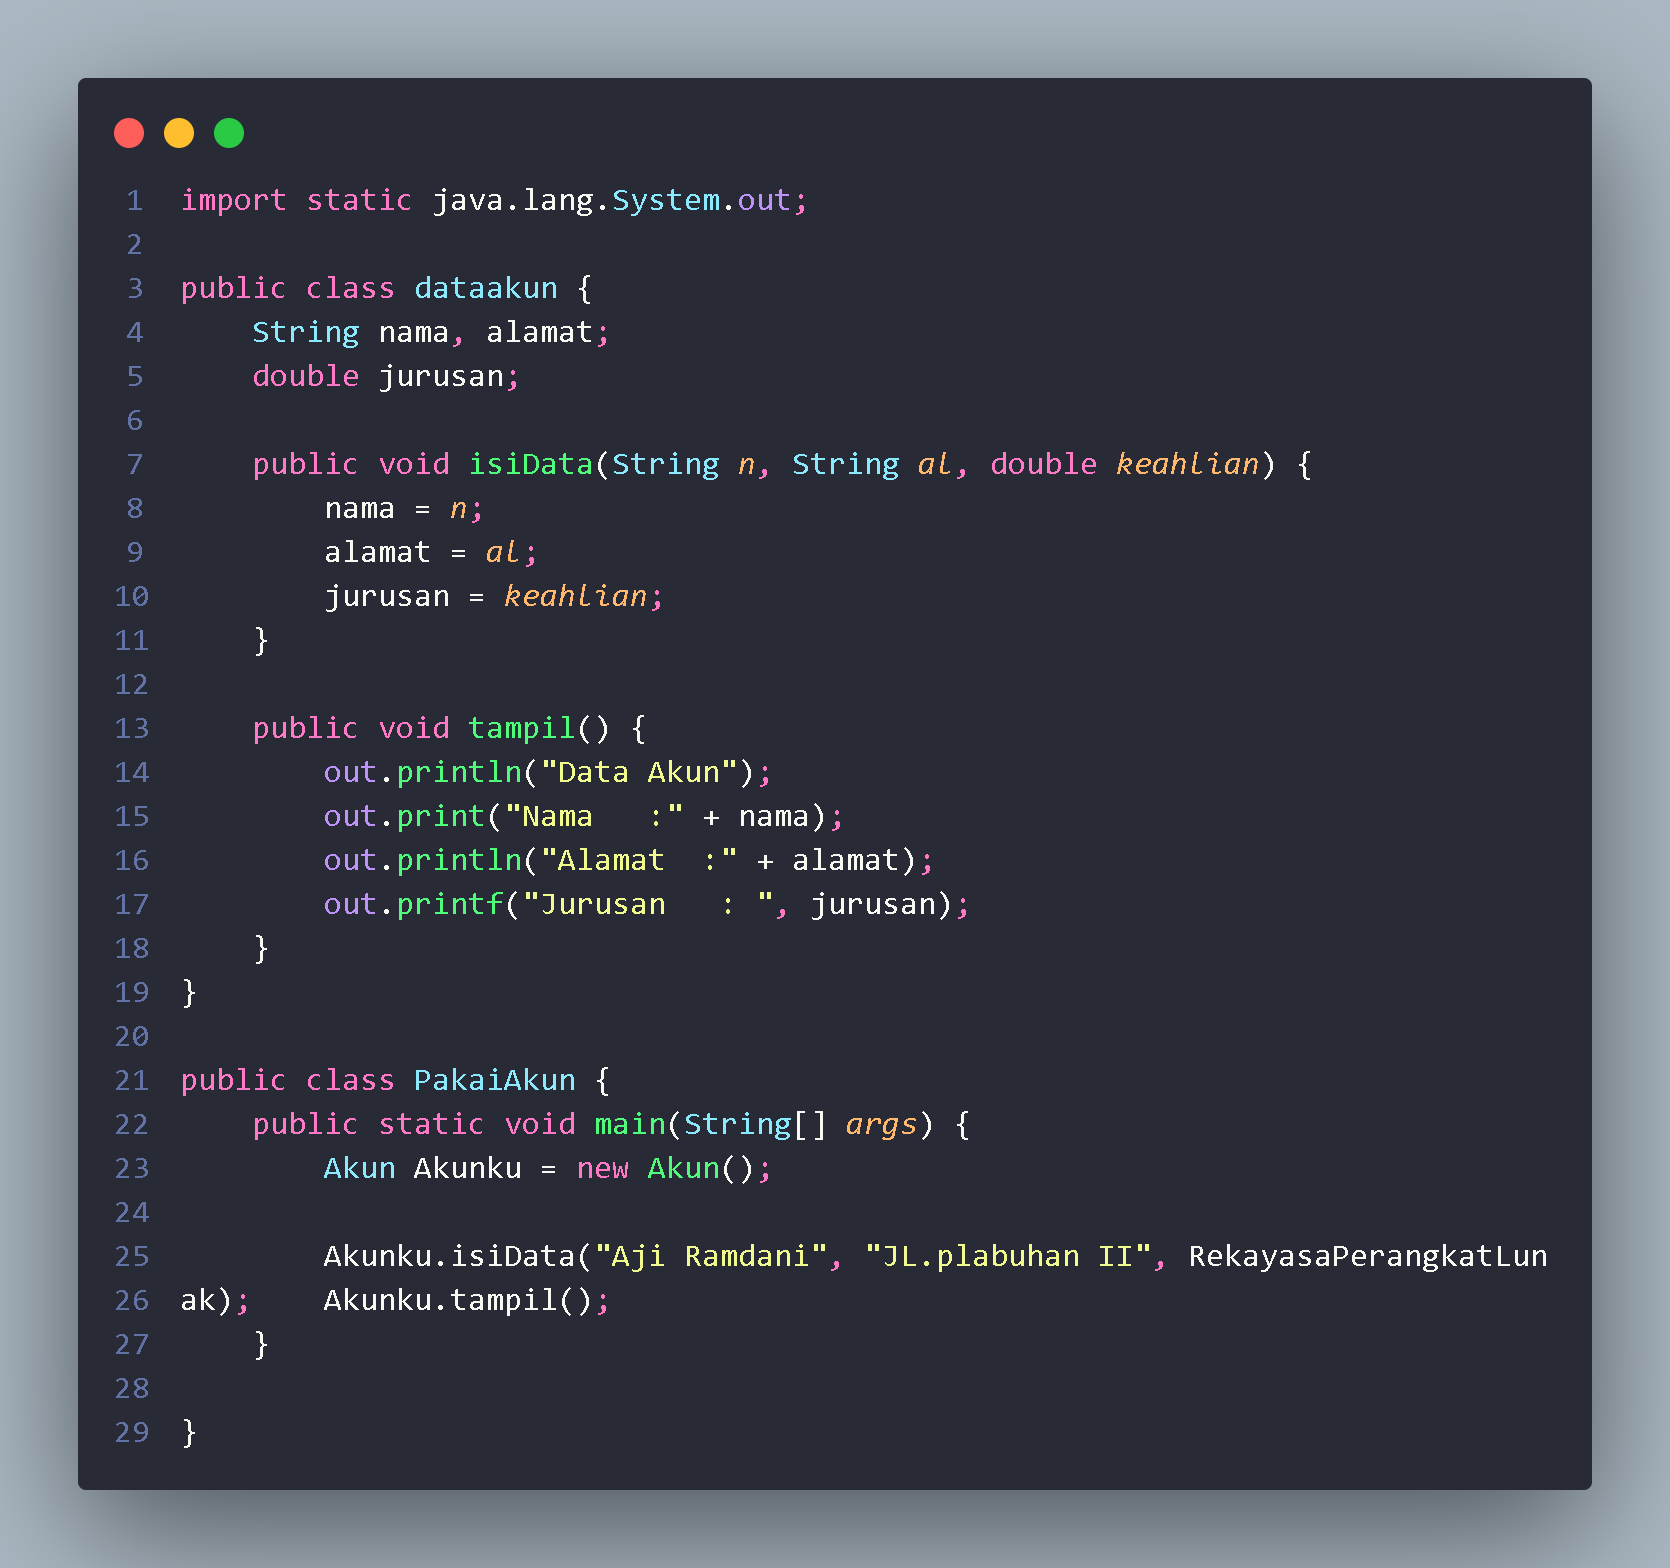 1 import static java.lang.System.out;
2
3 public class dataakun {
4     String nama, alamat;
5     double jurusan;
6
7     public void isiData(String n, String al, double keahlian) {
8         nama = n;
9         alamat = al;
10         jurusan = keahlian;
11     }
12
13     public void tampil() {
14         out.println("Data Akun");
15         out.print("Nama   :" + nama);
16         out.println("Alamat  :" + alamat);
17         out.printf("Jurusan   : ", jurusan);
18     }
19 }
20
21 public class PakaiAkun {
22     public static void main(String[] args) {
23         Akun Akunku = new Akun();
24
25         Akunku.isiData("Aji Ramdani", "JL.plabuhan II", RekayasaPerangkatLun
26 ak);    Akunku.tampil();
27     }
28
29 }